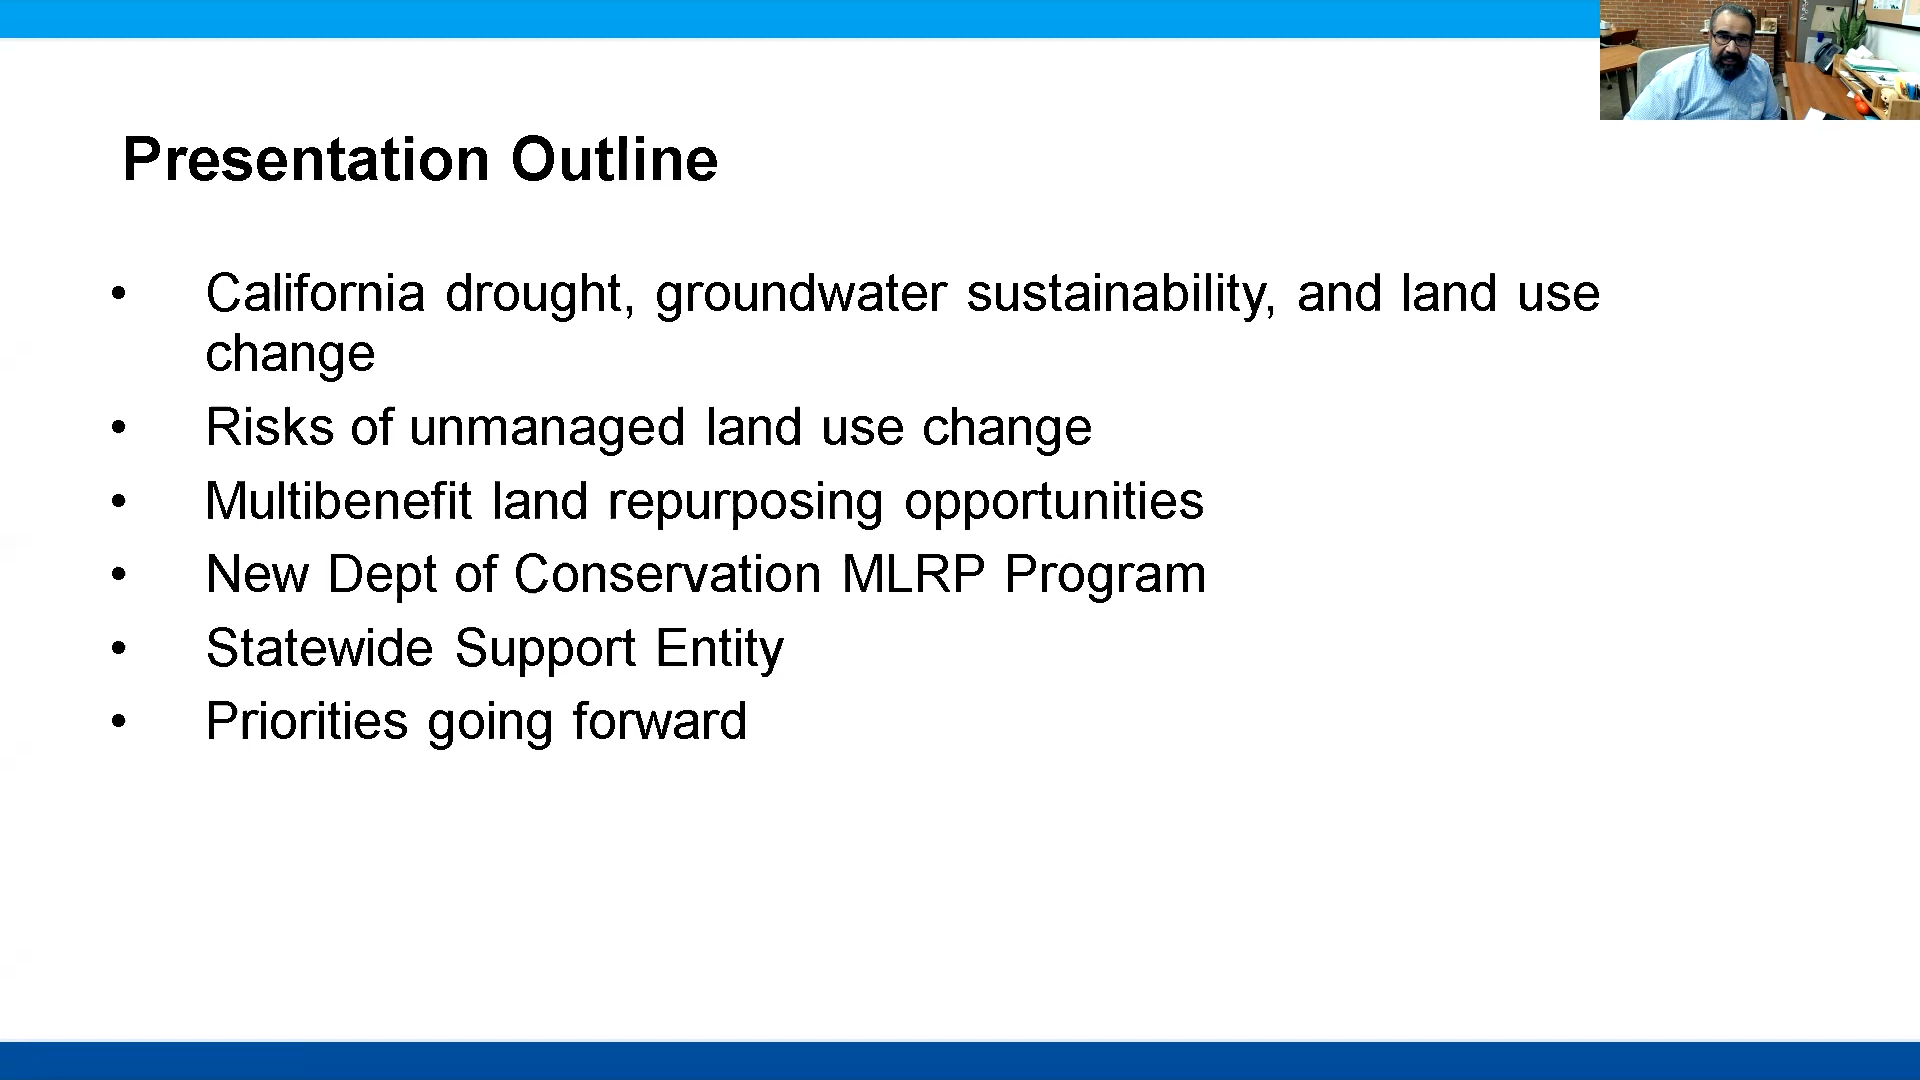 Presentation Outline
• California drought, groundwater sustainability, and land use
change
• Risks of unmanaged land use change
• Multibenefit land repurposing opportunities
• New Dept of Conservation MLRP Program
• Statewide Support Entity
• Priorities going forward